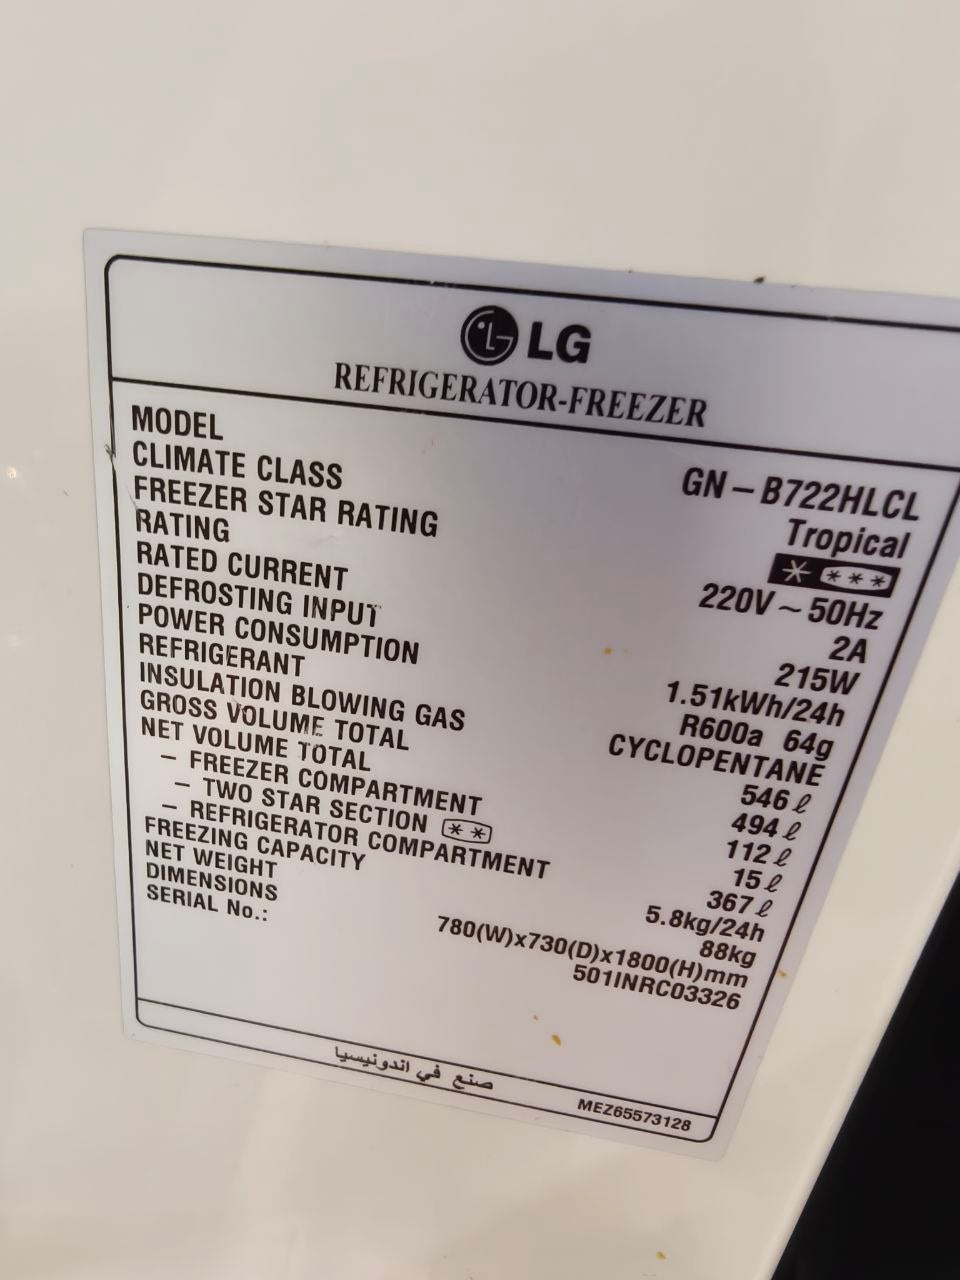 LG
REFRIGERATOR-FREEZER
MODEL GN-B722HLCL
CLIMATE CLASS Tropical
FREEZER STAR RATING * ***
RATING 220V ~ 50Hz
RATED CURRENT 2A
DEFROSTING INPUT 215W
POWER CONSUMPTION 1.51kWh/24h
REFRIGERANT R600a 64g
INSULATION BLOWING GAS CYCLOPENTANE
GROSS VOLUME TOTAL 546ℓ
NET VOLUME TOTAL 494ℓ
- FREEZER COMPARTMENT 112ℓ
- TWO STAR SECTION ** 15ℓ
- REFRIGERATOR COMPARTMENT 367ℓ
FREEZING CAPACITY 5.8kg/24h
NET WEIGHT 88kg
DIMENSIONS 780(W)x730(D)x1800(H)mm
SERIAL No.: 501INRC03326
صنع في اندونيسيا
MEZ65573128